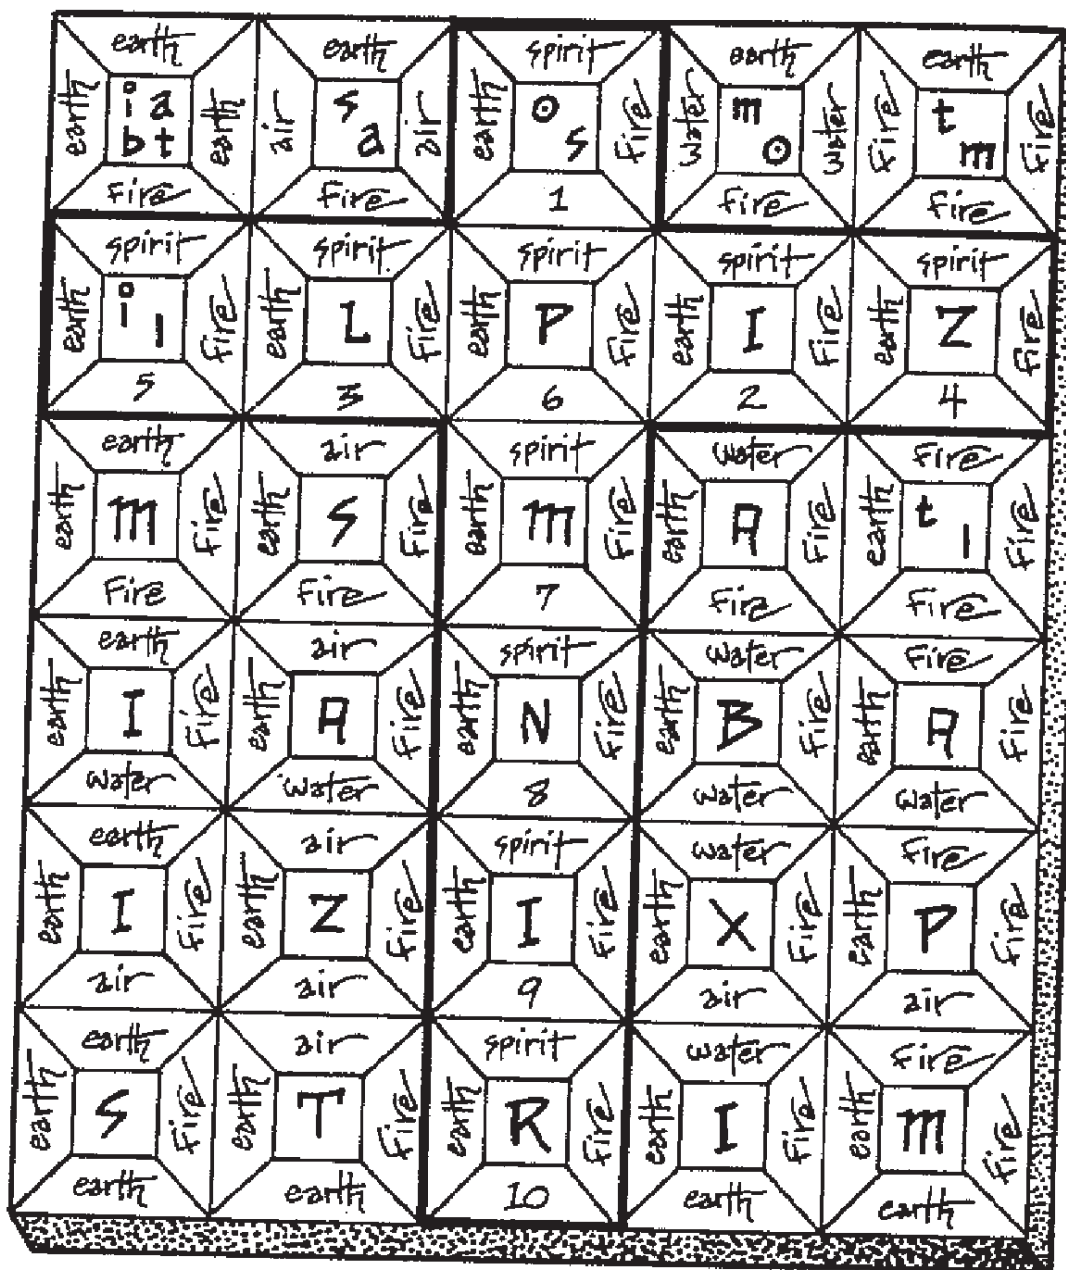 earth earth spirit earth earth
earth i a earth air s air earth o Fire water m water Fire t Fire
b t a s o m
Fire Fire 1 Fire Fire
spirit spirit spirit spirit spirit
earth i l Fire earth L Fire earth P Fire earth I Fire earth Z Fire
5 3 6 2 4
earth air spirit water Fire
earth m Fire earth S Fire earth m Fire earth A Fire earth t l Fire
Fire Fire 7 Fire Fire
earth air spirit water Fire
earth I Fire earth A Fire earth N Fire earth B Fire earth A Fire
water water 8 water water
earth air spirit water Fire
earth I Fire earth Z Fire earth I Fire earth X Fire earth P Fire
air air 9 air air
earth air spirit water Fire
earth S Fire earth T Fire earth R Fire earth I Fire earth m Fire
earth earth 10 earth earth